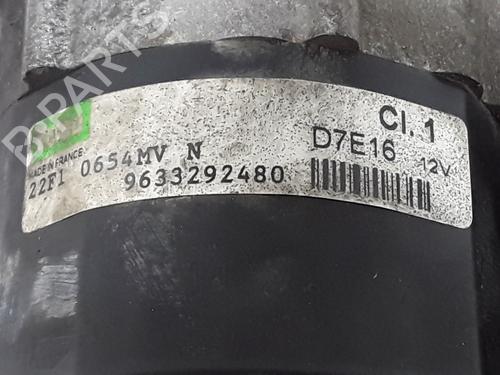 B-PARTS
MADE IN FRANCE
22F1 0654MV N
9633292480
Cl. 1
D7E16 12V